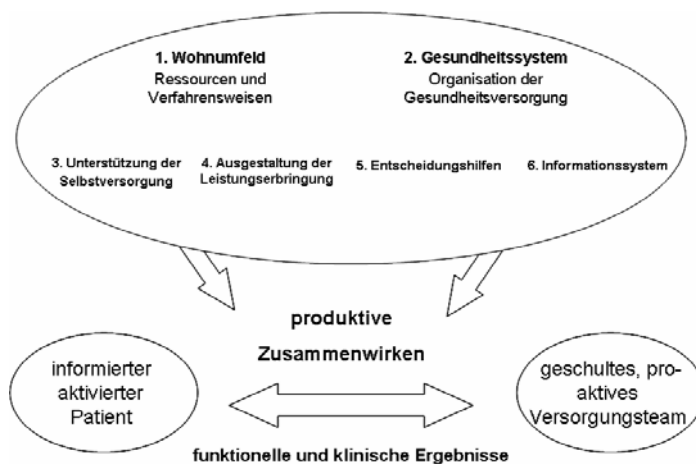 1. Wohnumfeld
Ressourcen und
Verfahrensweisen
2. Gesundheitssystem
Organisation der
Gesundheitsversorgung
3. Unterstützung der
Selbstversorgung
4. Ausgestaltung der
Leistungserbringung
5. Entscheidungshilfen
6. Informationssystem
produktive
Zusammenwirken
informierter
aktivierter
Patient
geschultes, pro-
aktives
Versorgungsteam
funktionelle und klinische Ergebnisse